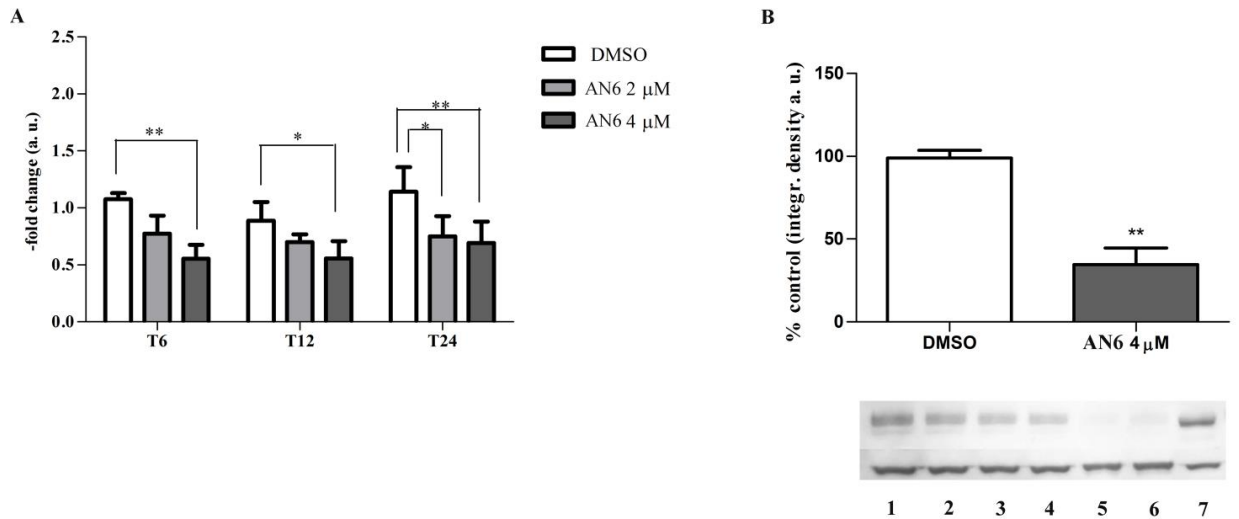 A
-fold change (a. u.)
2.5
2.0
1.5
1.0
0.5
0.0
**
*
**
*
T6 T12 T24
DMSO
AN6 2 μM
AN6 4 μM
B
% control (integr. density a. u.)
150
100
50
0
**
DMSO AN6 4 μM
1 2 3 4 5 6 7